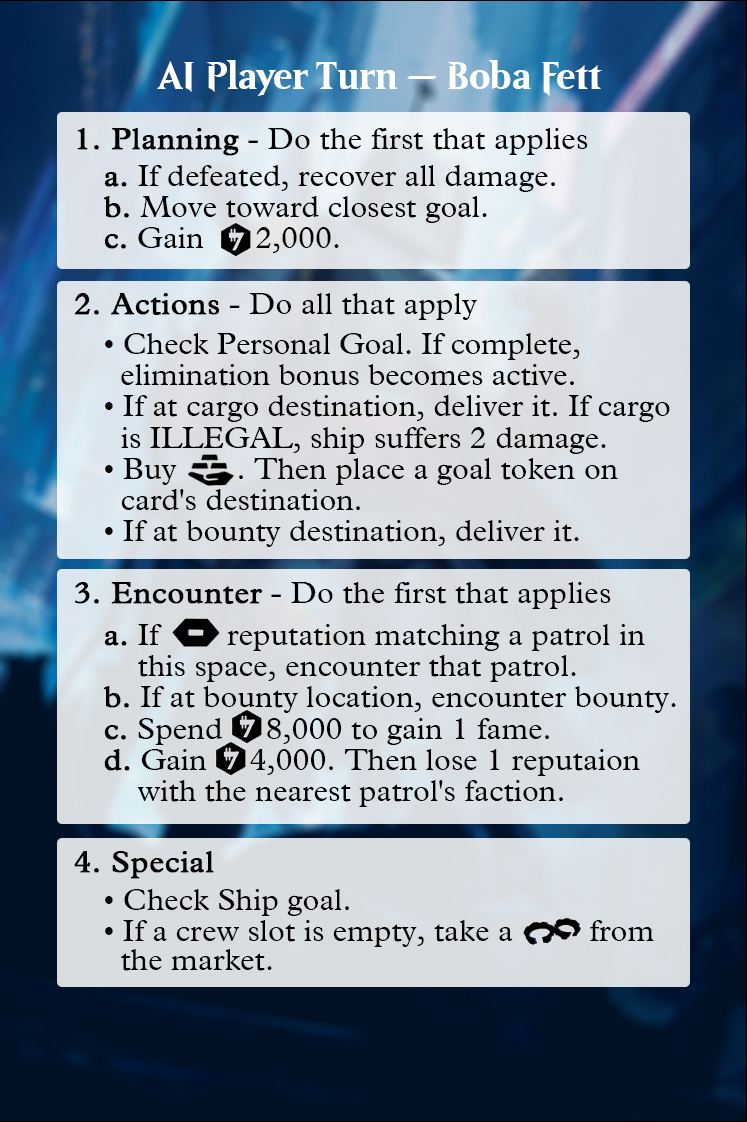 AI Player Turn — Boba Fett
1. Planning - Do the first that applies
a. If defeated, recover all damage.
b. Move toward closest goal.
c. Gain 2,000.
2. Actions - Do all that apply
• Check Personal Goal. If complete,
elimination bonus becomes active.
• If at cargo destination, deliver it. If cargo
is ILLEGAL, ship suffers 2 damage.
• Buy . Then place a goal token on
card's destination.
• If at bounty destination, deliver it.
3. Encounter - Do the first that applies
a. If reputation matching a patrol in
this space, encounter that patrol.
b. If at bounty location, encounter bounty.
c. Spend 8,000 to gain 1 fame.
d. Gain 4,000. Then lose 1 reputaion
with the nearest patrol's faction.
4. Special
• Check Ship goal.
• If a crew slot is empty, take a from
the market.